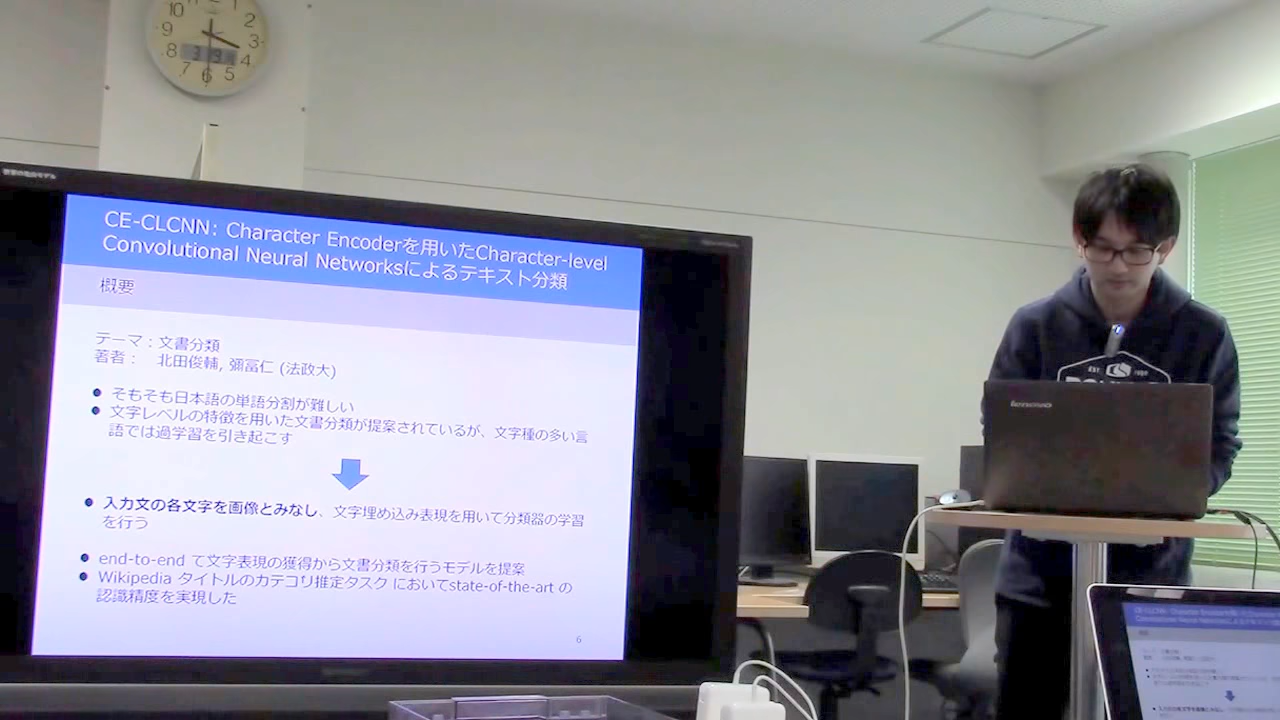 CE-CLCNN: Character Encoderを用いたCharacter-level
Convolutional Neural Networksによるテキスト分類
概要
テーマ：文書分類
著者： 北田俊輔, 彌冨仁 (法政大)
● そもそも日本語の単語分割が難しい
● 文字レベルの特徴を用いた文書分類が提案されているが、文字種の多い言
語では過学習を引き起こす
● 入力文の各文字を画像とみなし、文字埋め込み表現を用いて分類器の学習
を行う
● end-to-end て文字表現の獲得から文書分類を行うモデルを提案
● Wikipedia タイトルのカテゴリ推定タスク においてstate-of-the-art の
認識精度を実現した
6
10
1
2
9
3
8
4
7
6
5
lenovo
EST